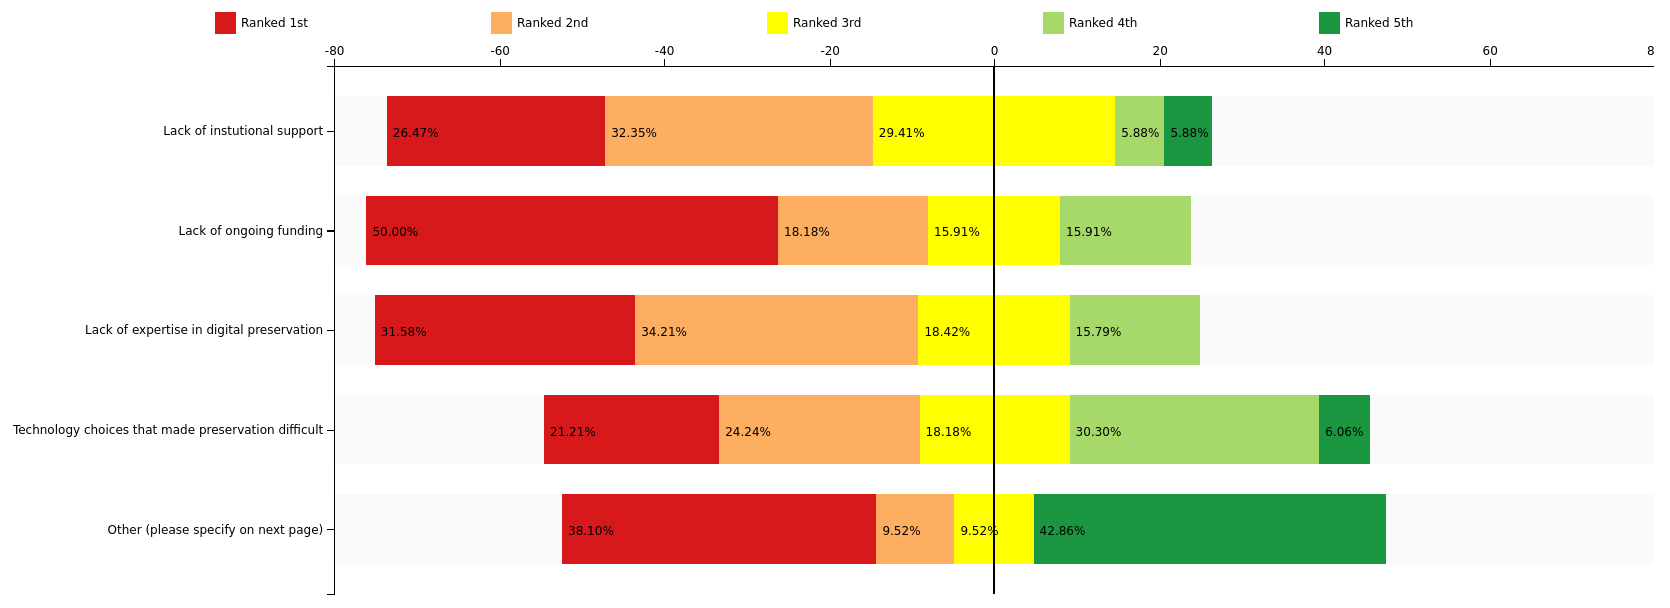 Ranked 1st Ranked 2nd Ranked 3rd Ranked 4th Ranked 5th
-80 -60 -40 -20 0 20 40 60 8
Lack of instutional support 26.47% 32.35% 29.41% 5.88% 5.88%
Lack of ongoing funding 50.00% 18.18% 15.91% 15.91%
Lack of expertise in digital preservation 31.58% 34.21% 18.42% 15.79%
Technology choices that made preservation difficult 21.21% 24.24% 18.18% 30.30% 6.06%
Other (please specify on next page) 38.10% 9.52% 9.52% 42.86%